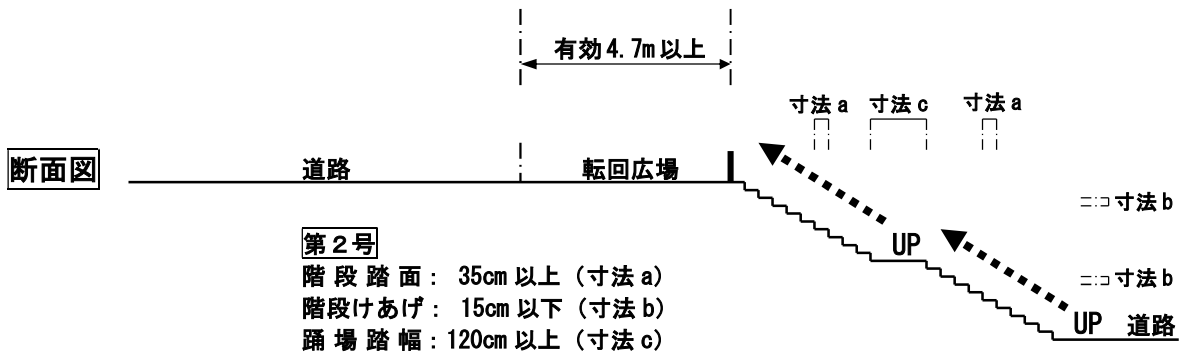 有効4.7m以上
寸法a 寸法c 寸法a
断面図 道路 転回広場
寸法b
第２号
UP
階段踏面： 35cm以上（寸法a）
寸法b
階段けあげ： 15cm以下（寸法b）
UP 道路
踊場踏幅：120cm以上（寸法c）